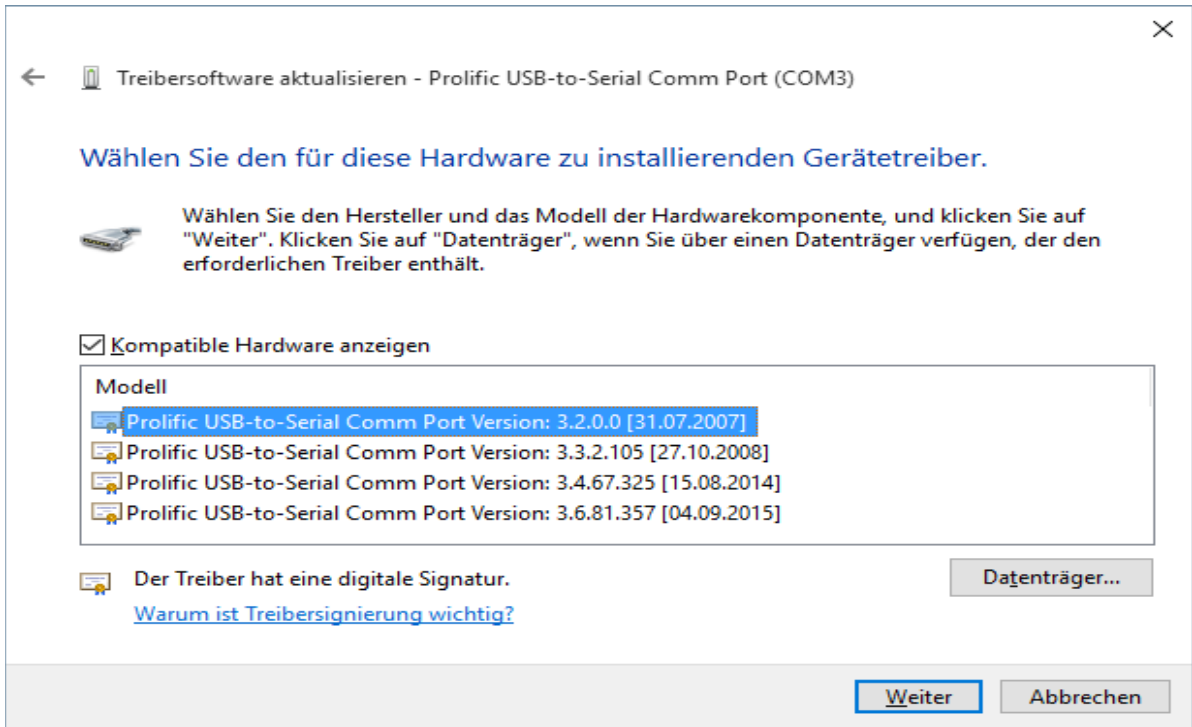 Treibersoftware aktualisieren - Prolific USB-to-Serial Comm Port (COM3)
Wählen Sie den für diese Hardware zu installierenden Gerätetreiber.
Wählen Sie den Hersteller und das Modell der Hardwarekomponente, und klicken Sie auf
"Weiter". Klicken Sie auf "Datenträger", wenn Sie über einen Datenträger verfügen, der den
erforderlichen Treiber enthält.
Kompatible Hardware anzeigen
Modell
Prolific USB-to-Serial Comm Port Version: 3.2.0.0 [31.07.2007]
Prolific USB-to-Serial Comm Port Version: 3.3.2.105 [27.10.2008]
Prolific USB-to-Serial Comm Port Version: 3.4.67.325 [15.08.2014]
Prolific USB-to-Serial Comm Port Version: 3.6.81.357 [04.09.2015]
Der Treiber hat eine digitale Signatur.
Datenträger...
Warum ist Treibersignierung wichtig?
Weiter
Abbrechen